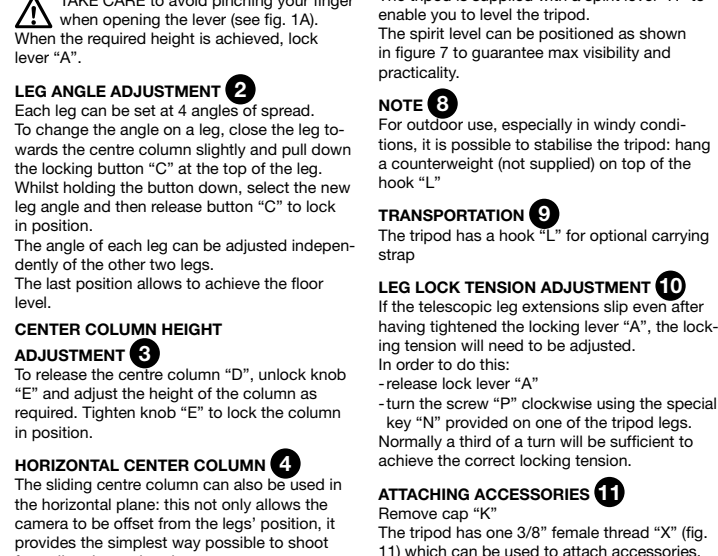 TAKE CARE to avoid pinching your finger
when opening the lever (see fig. 1A).
When the required height is achieved, lock
lever “A”.
LEG ANGLE ADJUSTMENT 2
Each leg can be set at 4 angles of spread.
To change the angle on a leg, close the leg to-
wards the centre column slightly and pull down
the locking button “C” at the top of the leg.
Whilst holding the button down, select the new
leg angle and then release button “C” to lock
in position.
The angle of each leg can be adjusted indepen-
dently of the other two legs.
The last position allows to achieve the floor
level.
CENTER COLUMN HEIGHT
ADJUSTMENT 3
To release the centre column “D”, unlock knob
“E” and adjust the height of the column as
required. Tighten knob “E” to lock the column
in position.
HORIZONTAL CENTER COLUMN 4
The sliding centre column can also be used in
the horizontal plane: this not only allows the
camera to be offset from the legs’ position, it
provides the simplest way possible to shoot
enable you to level the tripod.
The spirit level can be positioned as shown
in figure 7 to guarantee max visibility and
practicality.
NOTE 8
For outdoor use, especially in windy condi-
tions, it is possible to stabilise the tripod: hang
a counterweight (not supplied) on top of the
hook “L”
TRANSPORTATION 9
The tripod has a hook “L” for optional carrying
strap
LEG LOCK TENSION ADJUSTMENT 10
If the telescopic leg extensions slip even after
having tightened the locking lever “A”, the lock-
ing tension will need to be adjusted.
In order to do this:
-release lock lever “A”
-turn the screw “P” clockwise using the special
key “N” provided on one of the tripod legs.
Normally a third of a turn will be sufficient to
achieve the correct locking tension.
ATTACHING ACCESSORIES 11
Remove cap “K”
The tripod has one 3/8” female thread “X” (fig.
11) which can be used to attach accessories.